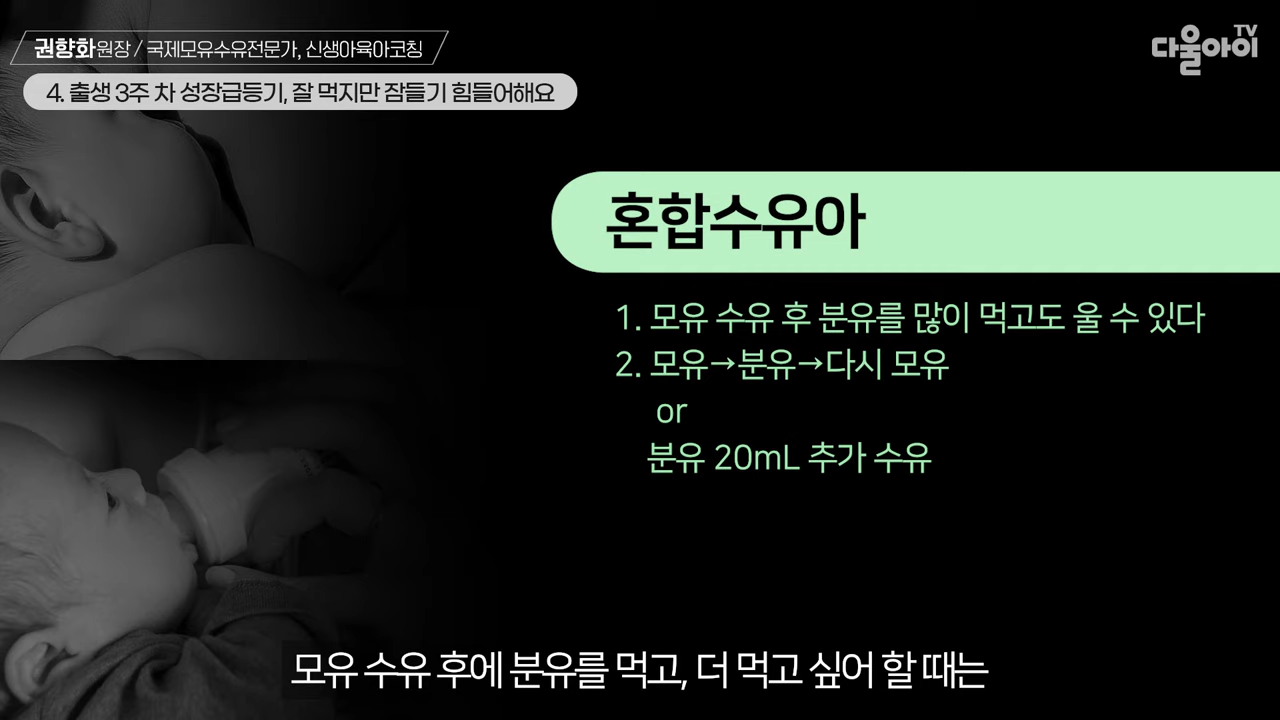 권향화원장 / 국제모유수유전문가, 신생아육아코칭
다울아이 TV
4. 출생 3주 차 성장급등기, 잘 먹지만 잠들기 힘들어해요
혼합수유아
1. 모유 수유 후 분유를 많이 먹고도 울 수 있다
2. 모유→분유→다시 모유
or
분유 20mL 추가 수유
모유 수유 후에 분유를 먹고, 더 먹고 싶어 할 때는